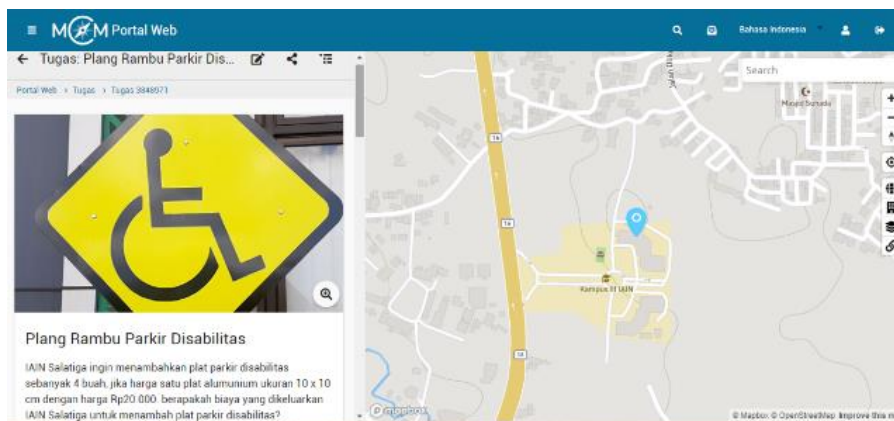 MCM Portal Web
Bahasa Indonesia
Tugas: Plang Rambu Parkir Dis...
Portal Web > Tugas > Tugas 3848973
Plang Rambu Parkir Disabilitas
IAIN Salatiga ingin menambahkan plat parkir disabilitas
sebanyak 4 buah, jika harga satu plat alumunium ukuran 10 x 10
cm dengan harga Rp20.000. berapakah biaya yang dikeluarkan
IAIN Salatiga untuk menambah plat parkir disabilitas?
Search
Kampus III IAIN
mapbox
© Mapbox © OpenStreetMap Improve this m